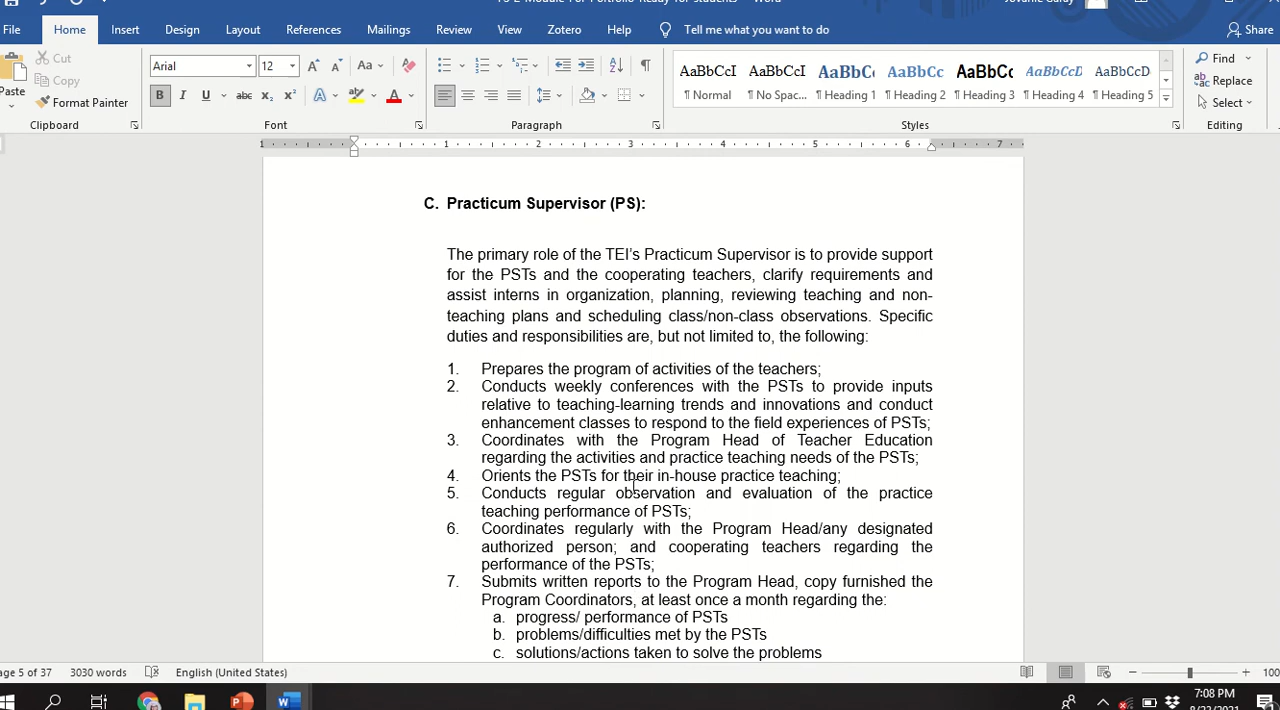 File Home Insert Design Layout References Mailings Review View Zotero Help Tell me what you want to do Share
Cut
Copy
Paste
Format Painter
Clipboard
Arial 12
Font
Paragraph
AaBbCcI AaBbCcI AaBbCc AaBbCc AaBbCc AaBbCcD AaBbCcD
¶ Normal ¶ No Spac... ¶ Heading 1 ¶ Heading 2 ¶ Heading 3 ¶ Heading 4 ¶ Heading 5
Styles
Find
Replace
Select
Editing
1 1 2 3 4 5 6 7
C. Practicum Supervisor (PS):
The primary role of the TEI's Practicum Supervisor is to provide support
for the PSTs and the cooperating teachers, clarify requirements and
assist interns in organization, planning, reviewing teaching and non-
teaching plans and scheduling class/non-class observations. Specific
duties and responsibilities are, but not limited to, the following:
1. Prepares the program of activities of the teachers;
2. Conducts weekly conferences with the PSTs to provide inputs
relative to teaching-learning trends and innovations and conduct
enhancement classes to respond to the field experiences of PSTs;
3. Coordinates with the Program Head of Teacher Education
regarding the activities and practice teaching needs of the PSTs;
4. Orients the PSTs for their in-house practice teaching;
5. Conducts regular observation and evaluation of the practice
teaching performance of PSTs;
6. Coordinates regularly with the Program Head/any designated
authorized person; and cooperating teachers regarding the
performance of the PSTs;
7. Submits written reports to the Program Head, copy furnished the
Program Coordinators, at least once a month regarding the:
a. progress/ performance of PSTs
b. problems/difficulties met by the PSTs
c. solutions/actions taken to solve the problems
age 5 of 37 3030 words English (United States) 100
7:08 PM